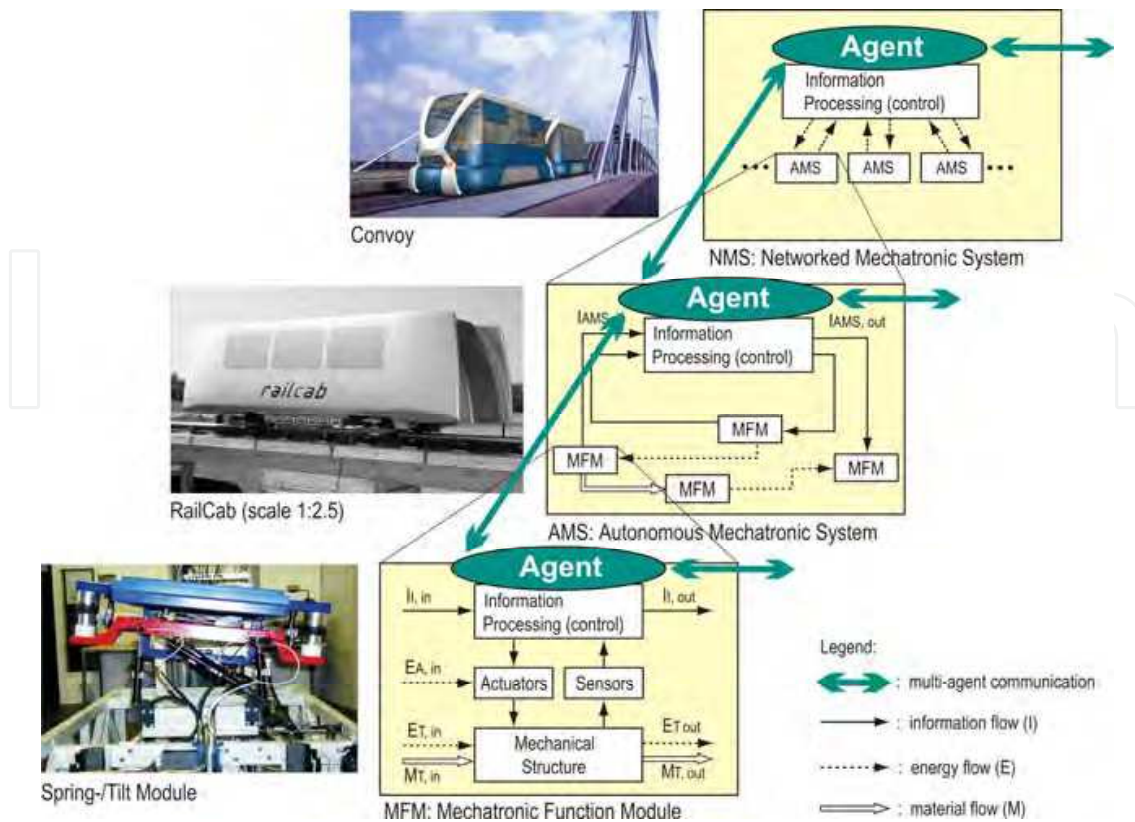 Agent
Information
Processing (control)
AMS
AMS
AMS
Convoy
NMS: Networked Mechatronic System
Agent
IAMS
IAMS, out
Information
Processing (control)
railcab
MFM
MFM
MFM
MFM
RailCab (scale 1:2.5)
AMS: Autonomous Mechatronic System
Agent
II, in
Information
Processing (control)
II, out
EA, in
Actuators
Sensors
ET, in
Mechanical
Structure
ET out
MT, in
MT, out
Spring-/Tilt Module
MFM: Mechatronic Function Module
Legend:
: multi-agent communication
: information flow (I)
: energy flow (E)
: material flow (M)